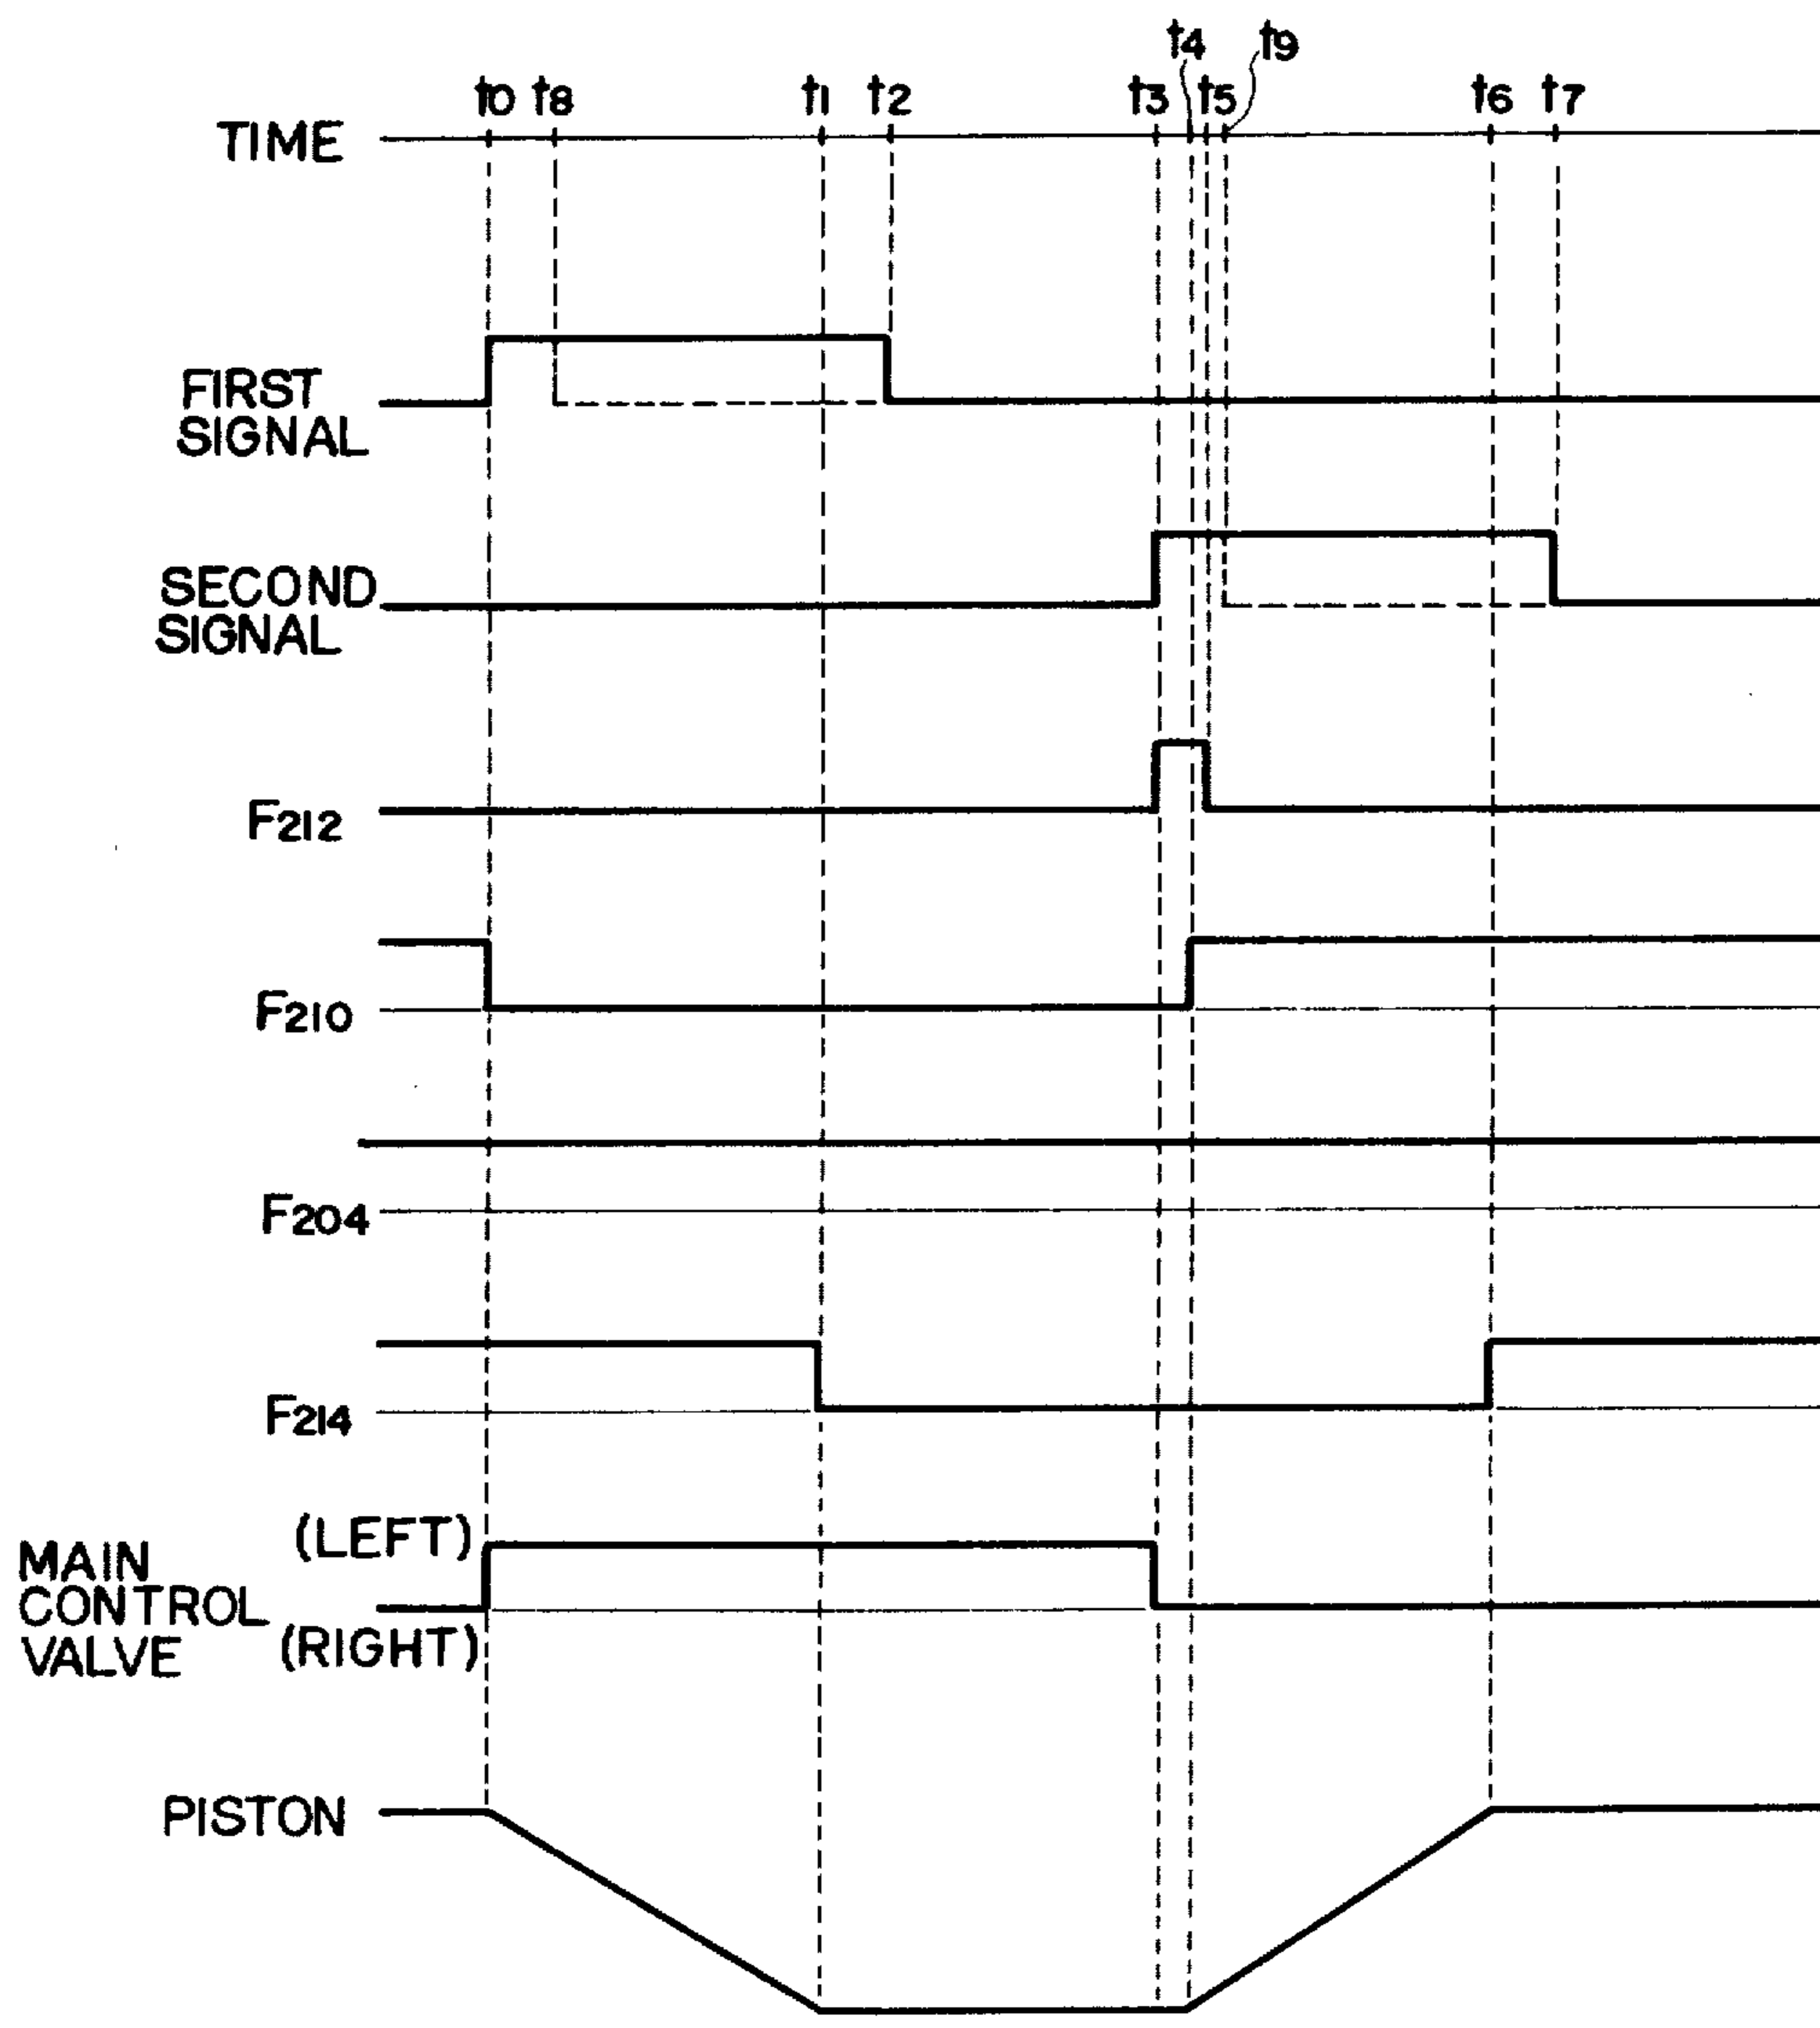 t4 t9
t0 t8 t1 t2 t3 t5 t6 t7
TIME
FIRST
SIGNAL
SECOND
SIGNAL
F212
F210
F204
F214
(LEFT)
MAIN
CONTROL
VALVE
(RIGHT)
PISTON